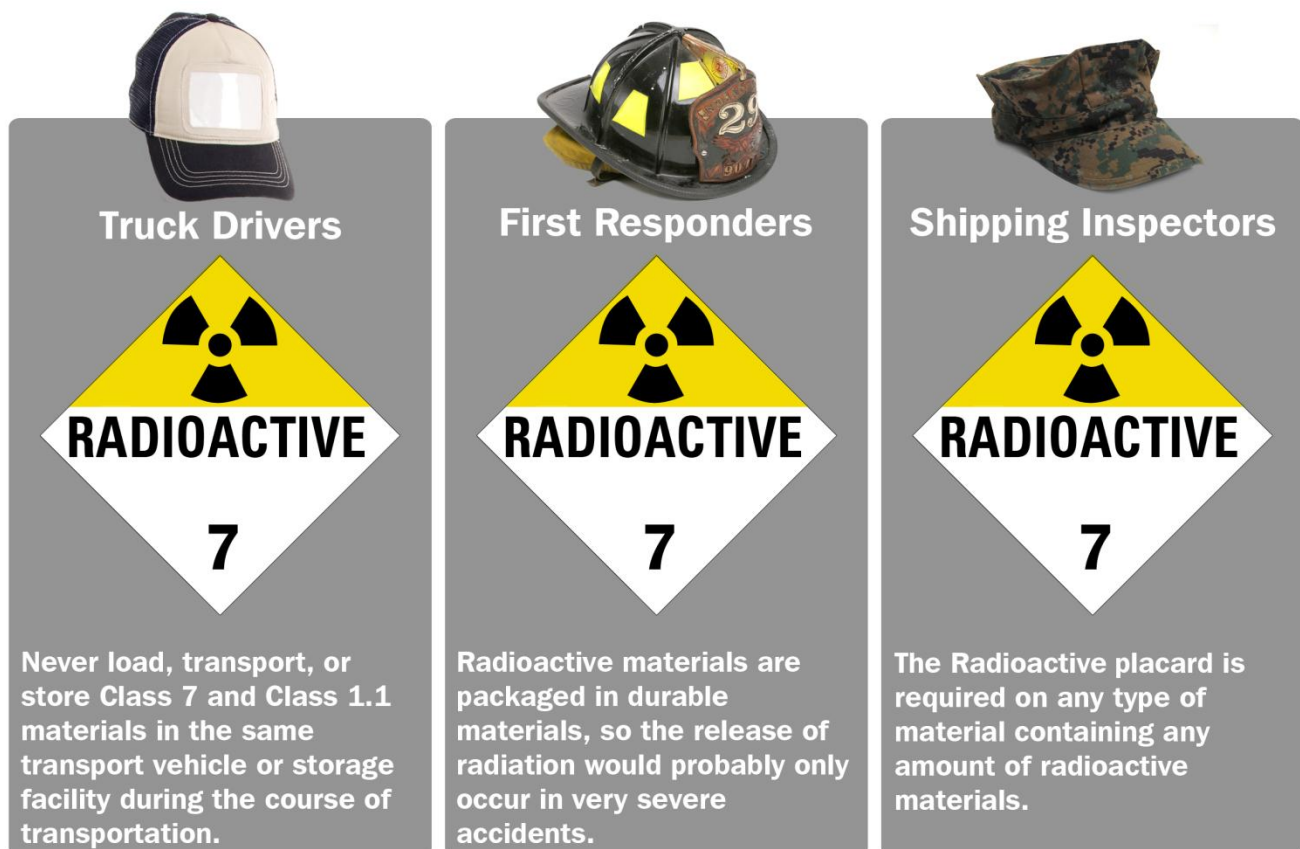 Truck Drivers
RADIOACTIVE
7
Never load, transport, or
store Class 7 and Class 1.1
materials in the same
transport vehicle or storage
facility during the course of
transportation.
29
First Responders
RADIOACTIVE
7
Radioactive materials are
packaged in durable
materials, so the release of
radiation would probably only
occur in very severe
accidents.
Shipping Inspectors
RADIOACTIVE
7
The Radioactive placard is
required on any type of
material containing any
amount of radioactive
materials.